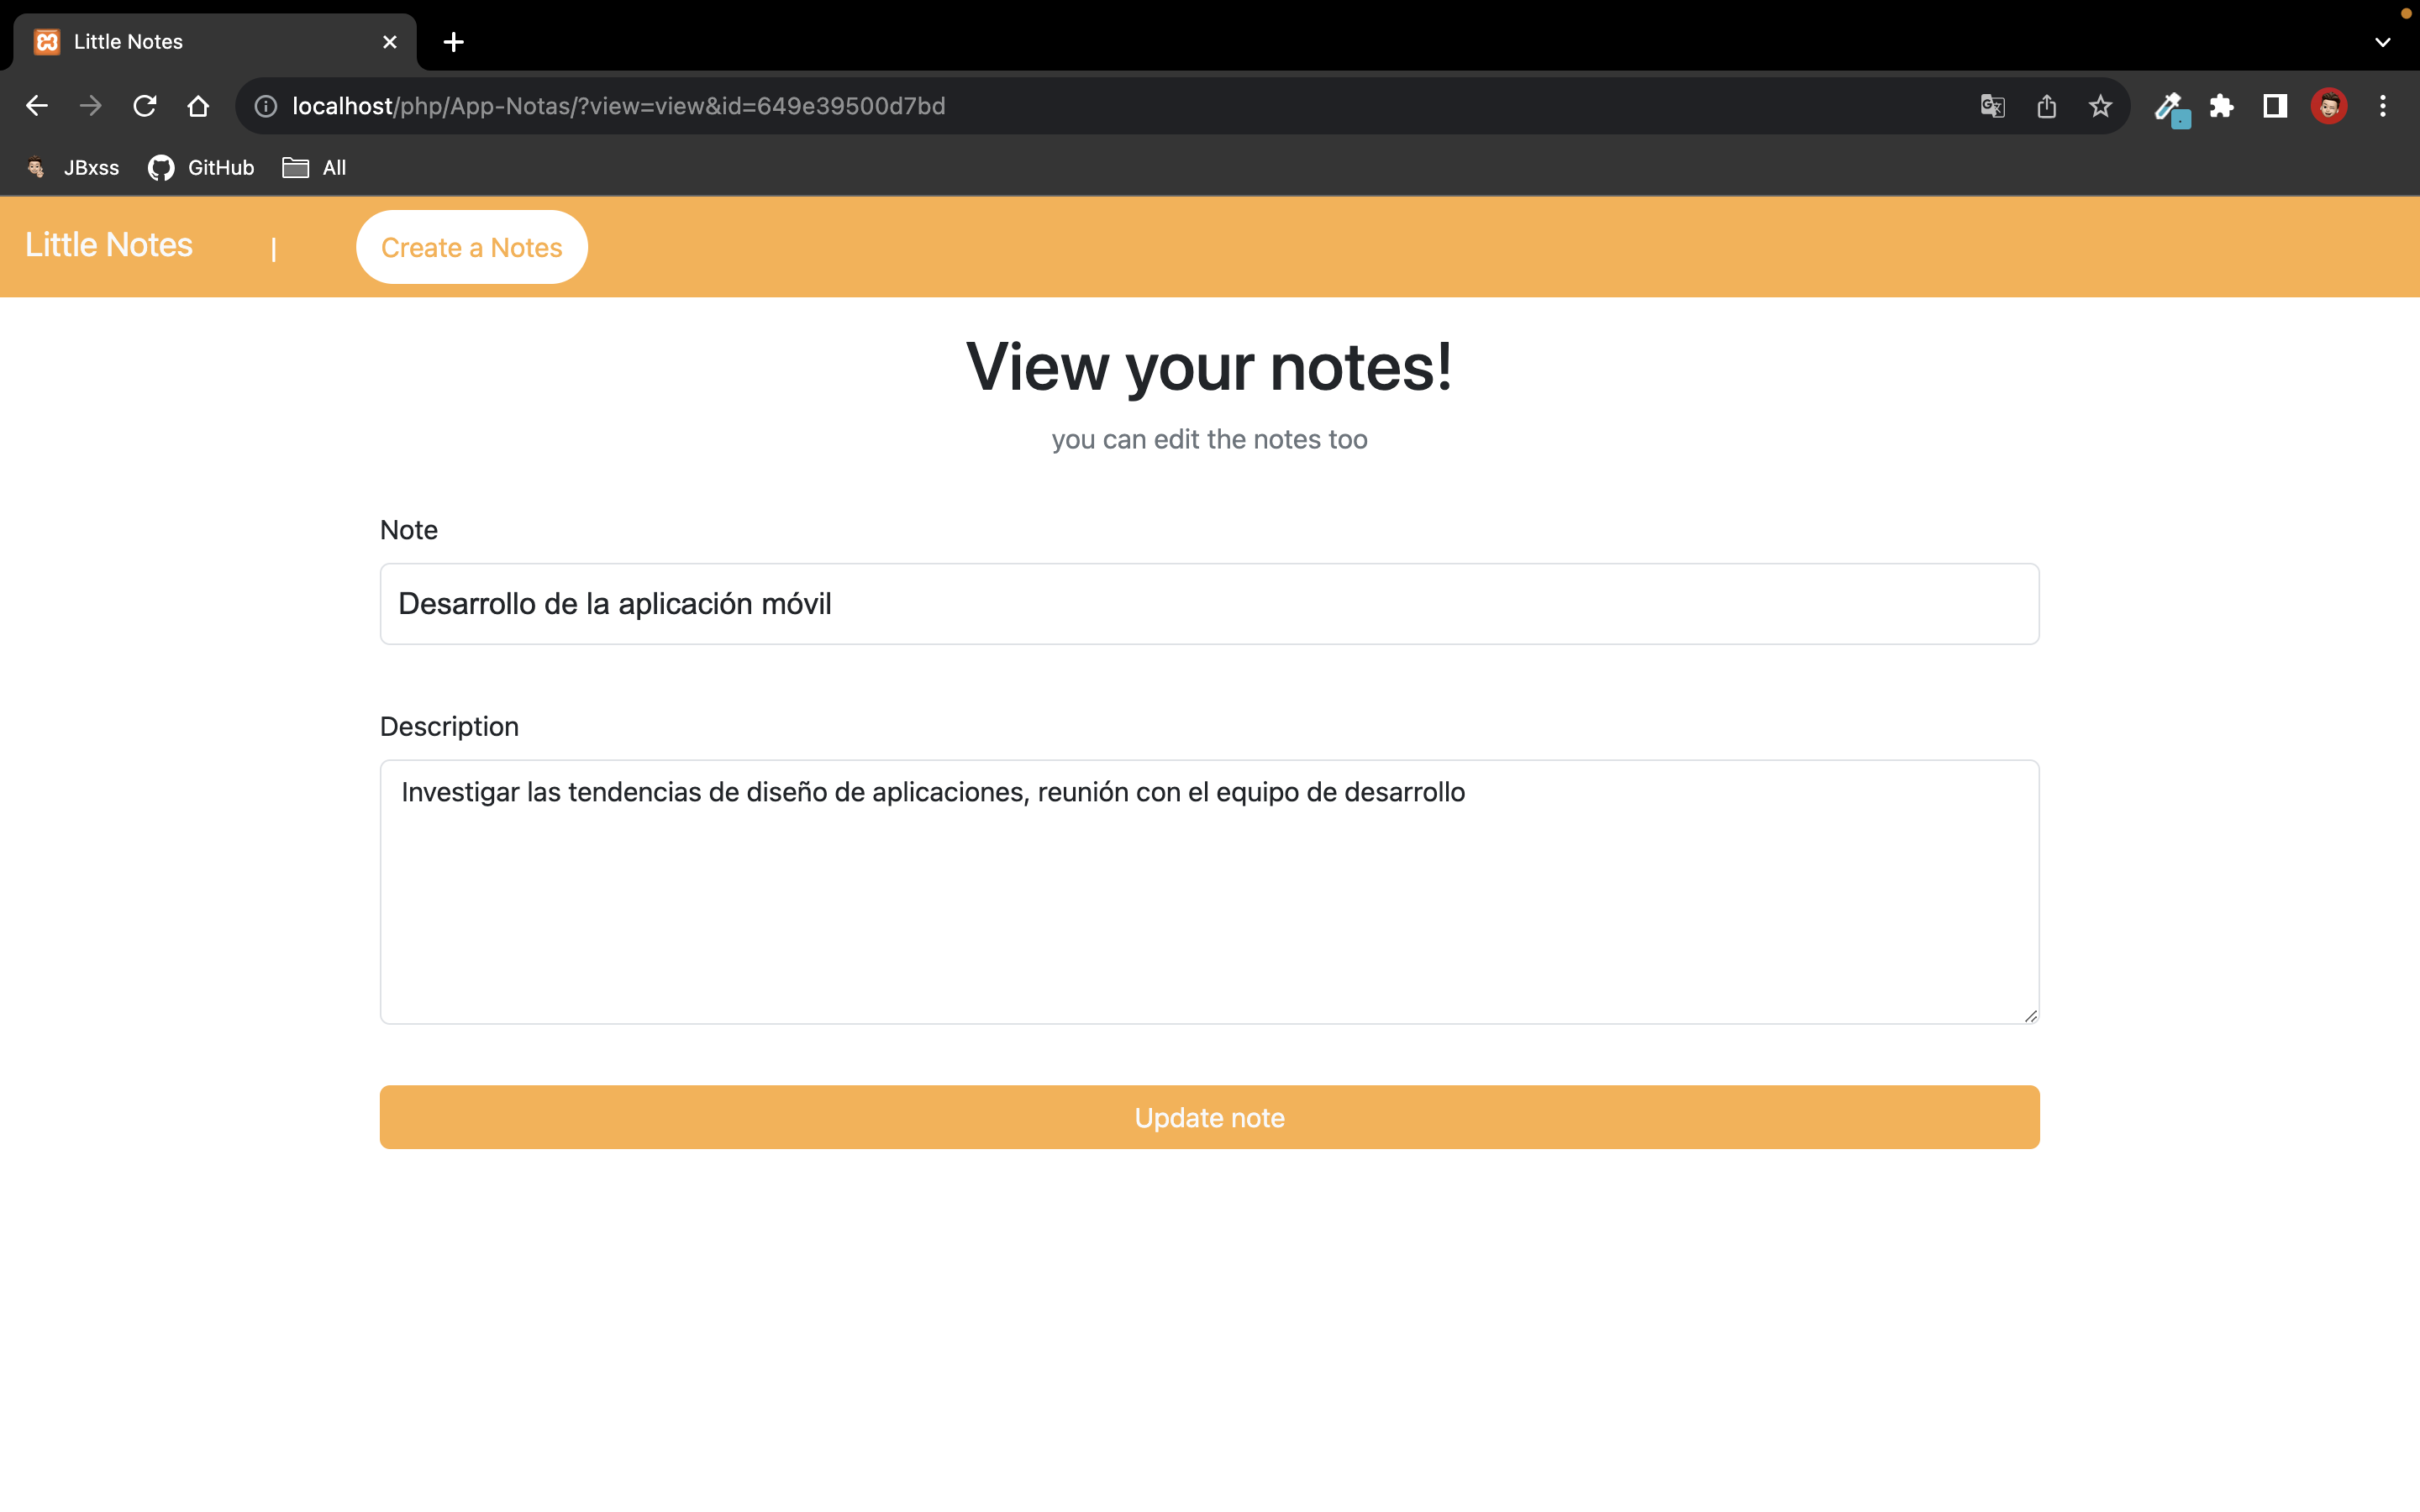 Little Notes
localhost/php/App-Notas/?view=view&id=649e39500d7bd
JBxss GitHub All
Little Notes | Create a Notes
View your notes!
you can edit the notes too
Note
Desarrollo de la aplicación móvil
Description
Investigar las tendencias de diseño de aplicaciones, reunión con el equipo de desarrollo
Update note